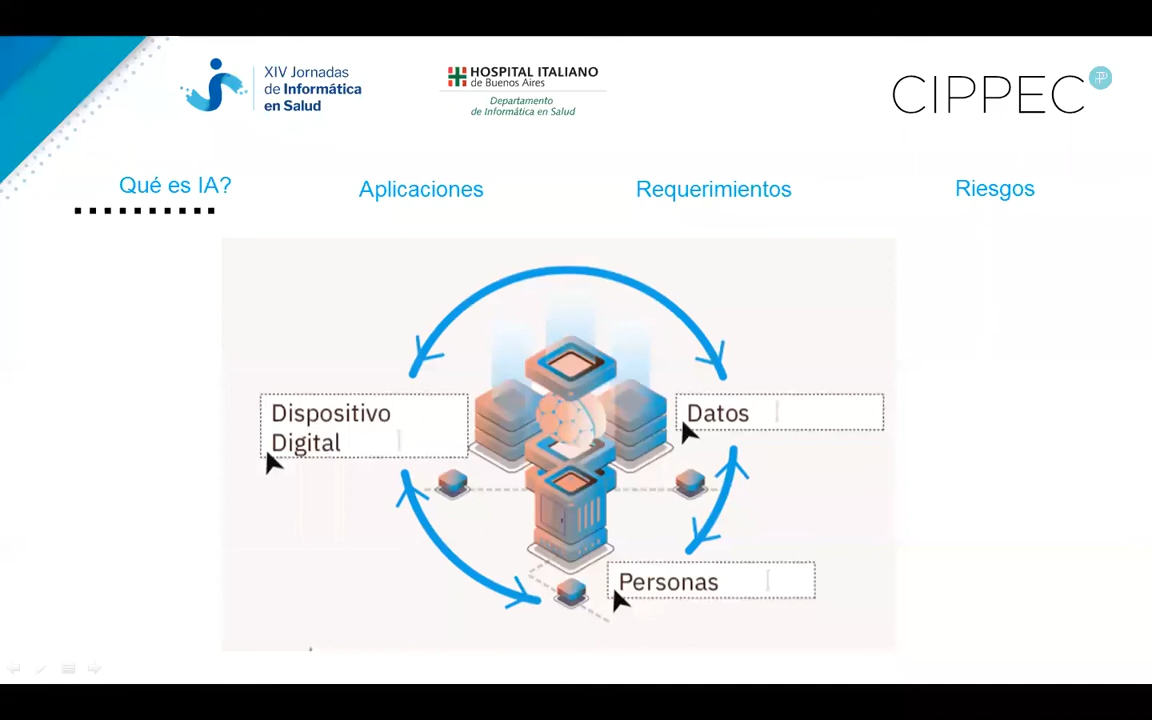 XIV Jornadas
de Informática
en Salud
HOSPITAL ITALIANO
de Buenos Aires
Departamento
de Informática en Salud
CIPPEC
Qué es IA?
Aplicaciones
Requerimientos
Riesgos
Dispositivo
Digital
Datos
Personas